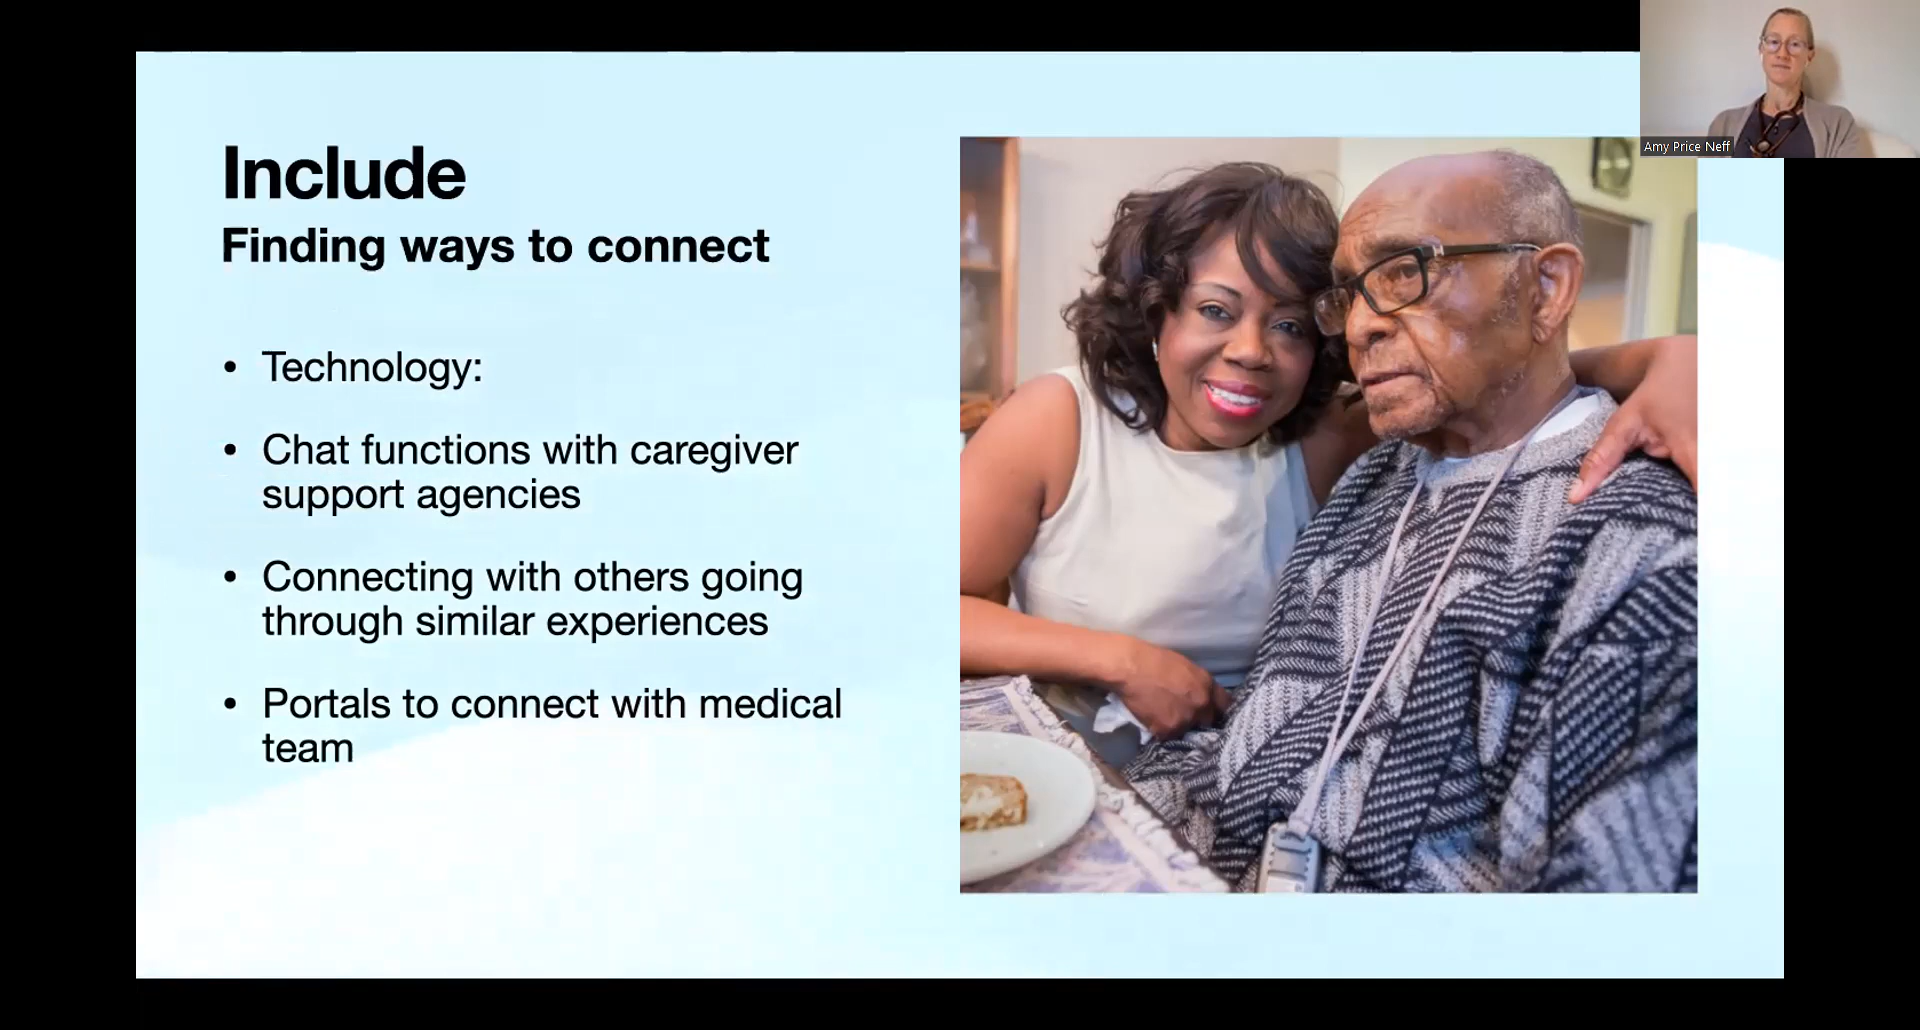 Include
Finding ways to connect
• Technology:
• Chat functions with caregiver
support agencies
• Connecting with others going
through similar experiences
• Portals to connect with medical
team
Amy Price Neff